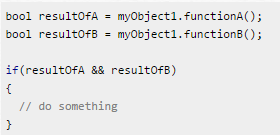 bool resultOfA = myObject1.functionA();
bool resultOfB = myObject1.functionB();
if(resultOfA && resultOfB)
{
// do something
}